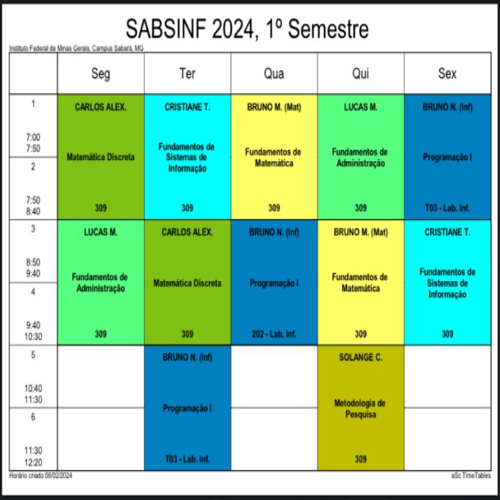 SABSINF 2024, 1º Semestre
Instituto Federal de Minas Gerais, Campus Sabará, MG
Seg Ter Qua Qui Sex
1
7:00
7:50
2
7:50
8:40
CARLOS ALEX.
Matemática Discreta
309
CRISTIANE T.
Fundamentos de
Sistemas de
Informação
309
BRUNO M. (Mat)
Fundamentos de
Matemática
309
LUCAS M.
Fundamentos de
Administração
309
BRUNO N. (Inf)
Programação I
T03 - Lab. Inf.
3
8:50
9:40
4
9:40
10:30
LUCAS M.
Fundamentos de
Administração
309
CARLOS ALEX.
Matemática Discreta
309
BRUNO N. (Inf)
Programação I
202 - Lab. Inf.
BRUNO M. (Mat)
Fundamentos de
Matemática
309
CRISTIANE T.
Fundamentos de
Sistemas de
Informação
309
5
10:40
11:30
6
11:30
12:20
BRUNO N. (Inf)
Programação I
T03 - Lab. Inf.
SOLANGE C.
Metodologia de
Pesquisa
309
Horário criado:08/02/2024
aSc TimeTables